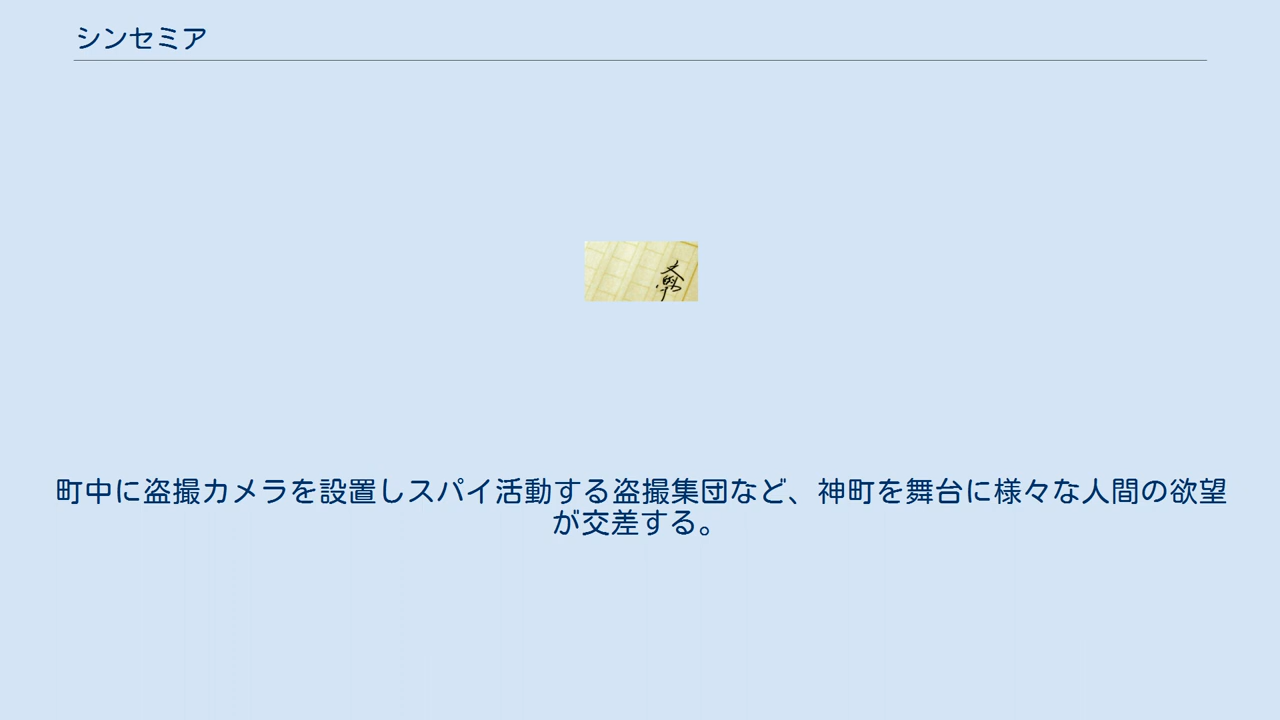 シンセミア
町中に盗撮カメラを設置しスパイ活動する盗撮集団など、神町を舞台に様々な人間の欲望
が交差する。